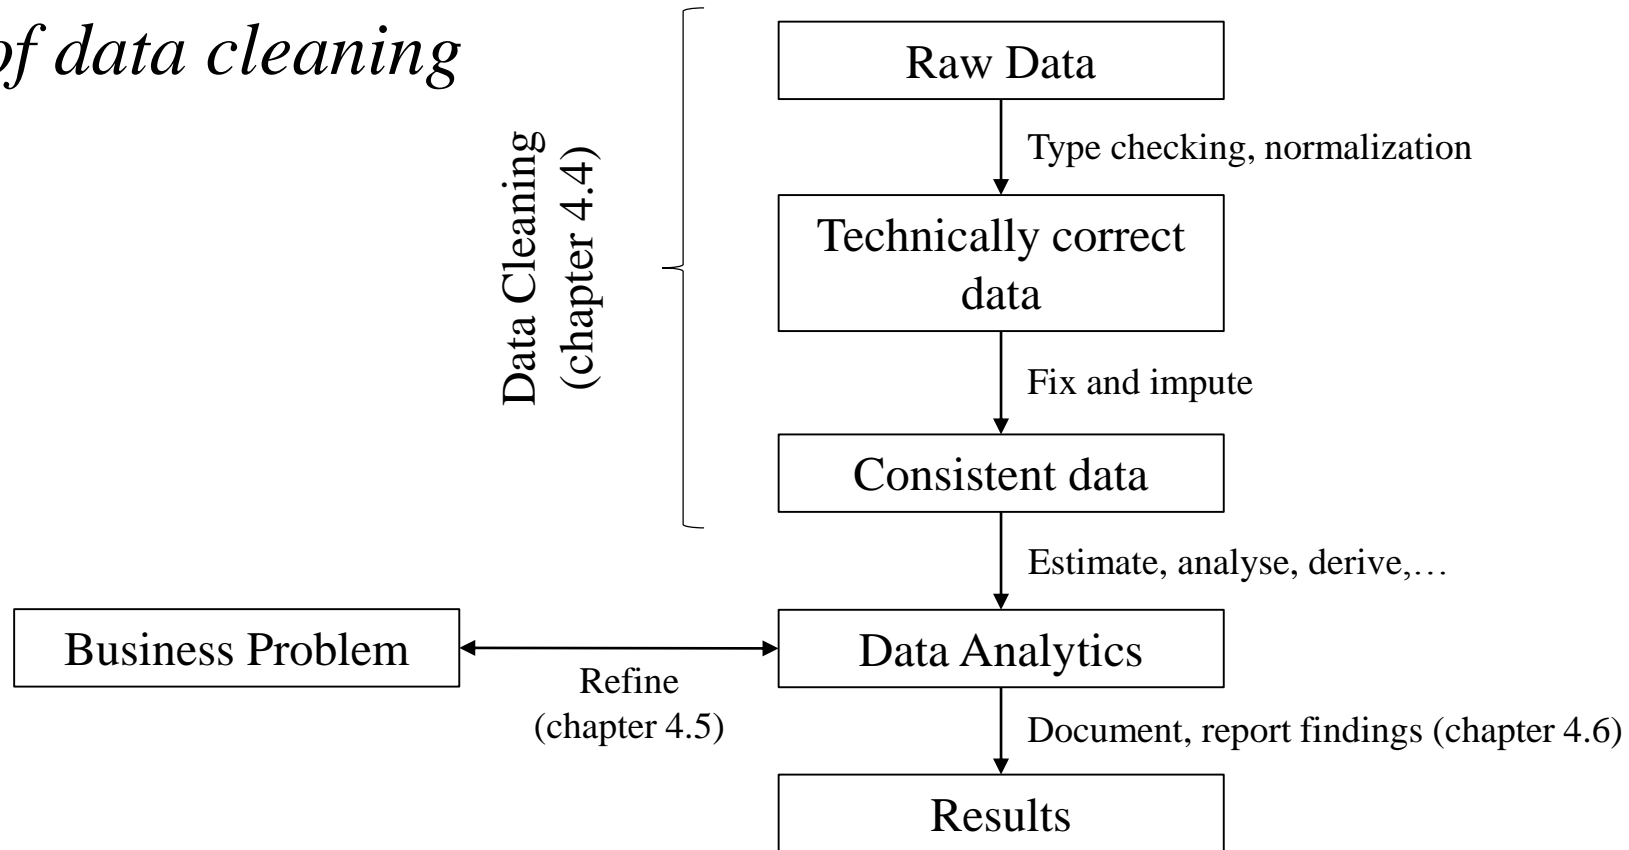 of data cleaning
Raw Data
Type checking, normalization
Data Cleaning
(chapter 4.4)
Technically correct
data
Fix and impute
Consistent data
Estimate, analyse, derive,…
Business Problem
Refine
(chapter 4.5)
Data Analytics
Document, report findings (chapter 4.6)
Results